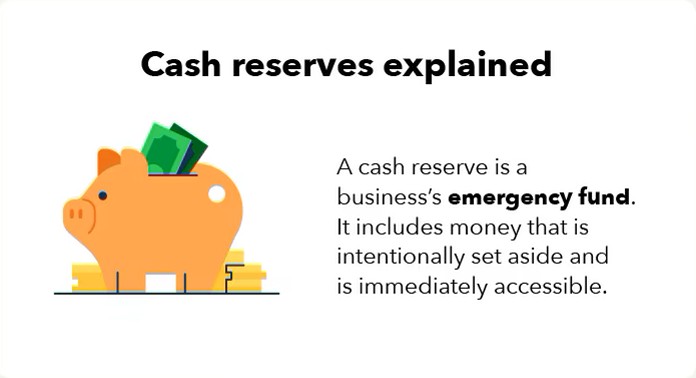 Cash reserves explained
A cash reserve is a
business’s emergency fund.
It includes money that is
intentionally set aside and
is immediately accessible.